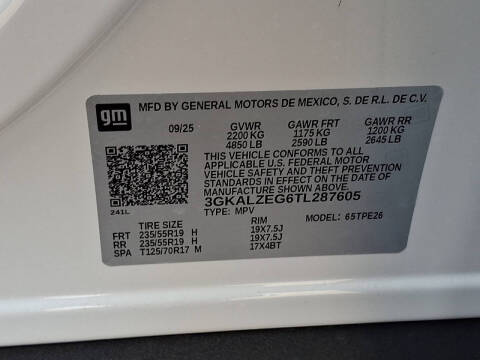 gm
MFD BY GENERAL MOTORS DE MEXICO, S. DE R.L. DE C.V.
09/25 GVWR GAWR FRT GAWR RR
2200 KG 1175 KG 1200 KG
4850 LB 2590 LB 2645 LB
THIS VEHICLE CONFORMS TO ALL
APPLICABLE U.S. FEDERAL MOTOR
VEHICLE SAFETY AND THEFT PREVENTION
STANDARDS IN EFFECT ON THE DATE OF
MANUFACTURE SHOWN ABOVE.
3GKALZEG6TL287605
241L TYPE: MPV MODEL: 65TPE26
TIRE SIZE RIM
FRT 235/55R19 H 19X7.5J
RR 235/55R19 H 19X7.5J
SPA T125/70R17 M 17X4BT